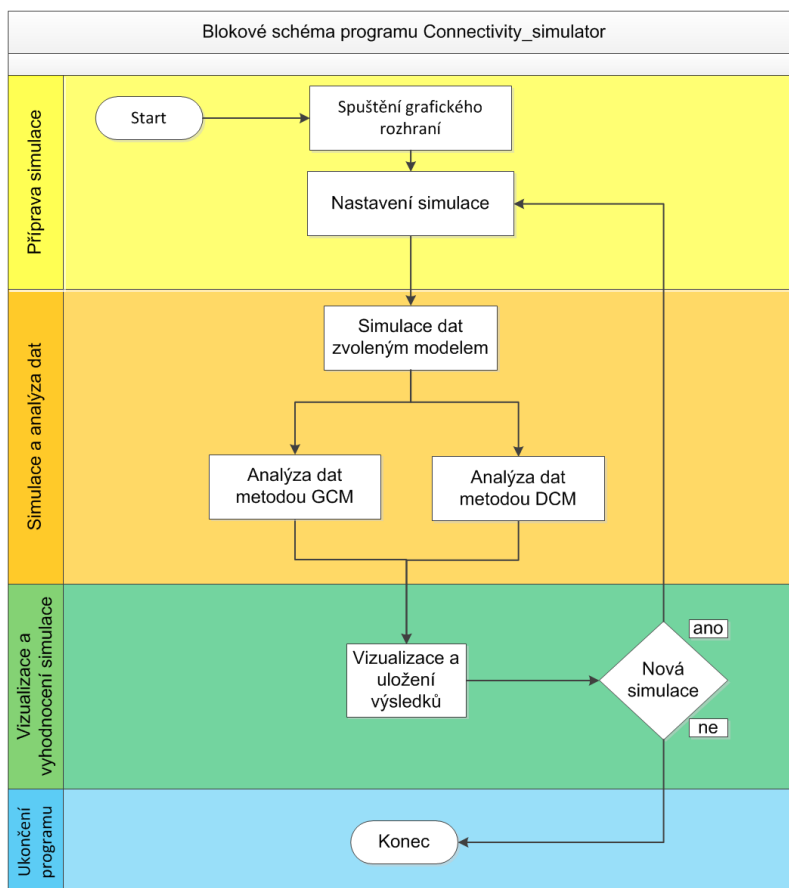 Blokové schéma programu Connectivity_simulator
Příprava simulace
Start
Spuštění grafického
rozhraní
Nastavení simulace
Simulace a analýza dat
Simulace dat
zvoleným modelem
Analýza dat
metodou GCM
Analýza dat
metodou DCM
Vizualizace a
vyhodnocení simulace
Vizualizace a
uložení
výsledků
ano
Nová
simulace
ne
Ukončení
programu
Konec